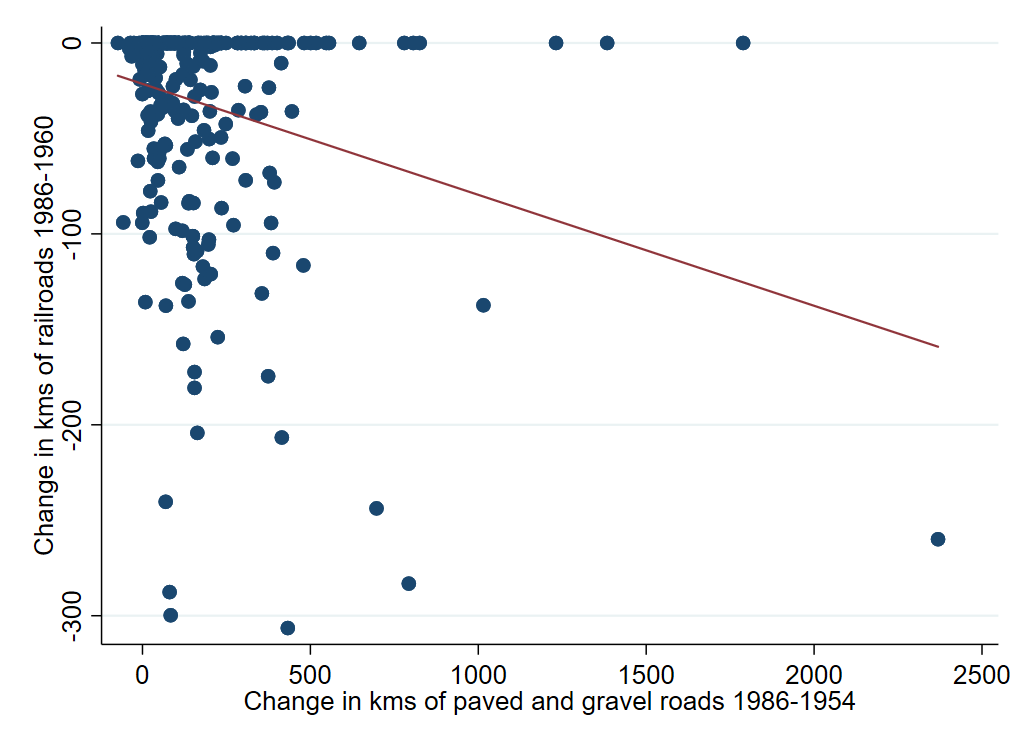 Change in kms of railroads 1986-1960
0
-100
-200
-300
0 500 1000 1500 2000 2500
Change in kms of paved and gravel roads 1986-1954